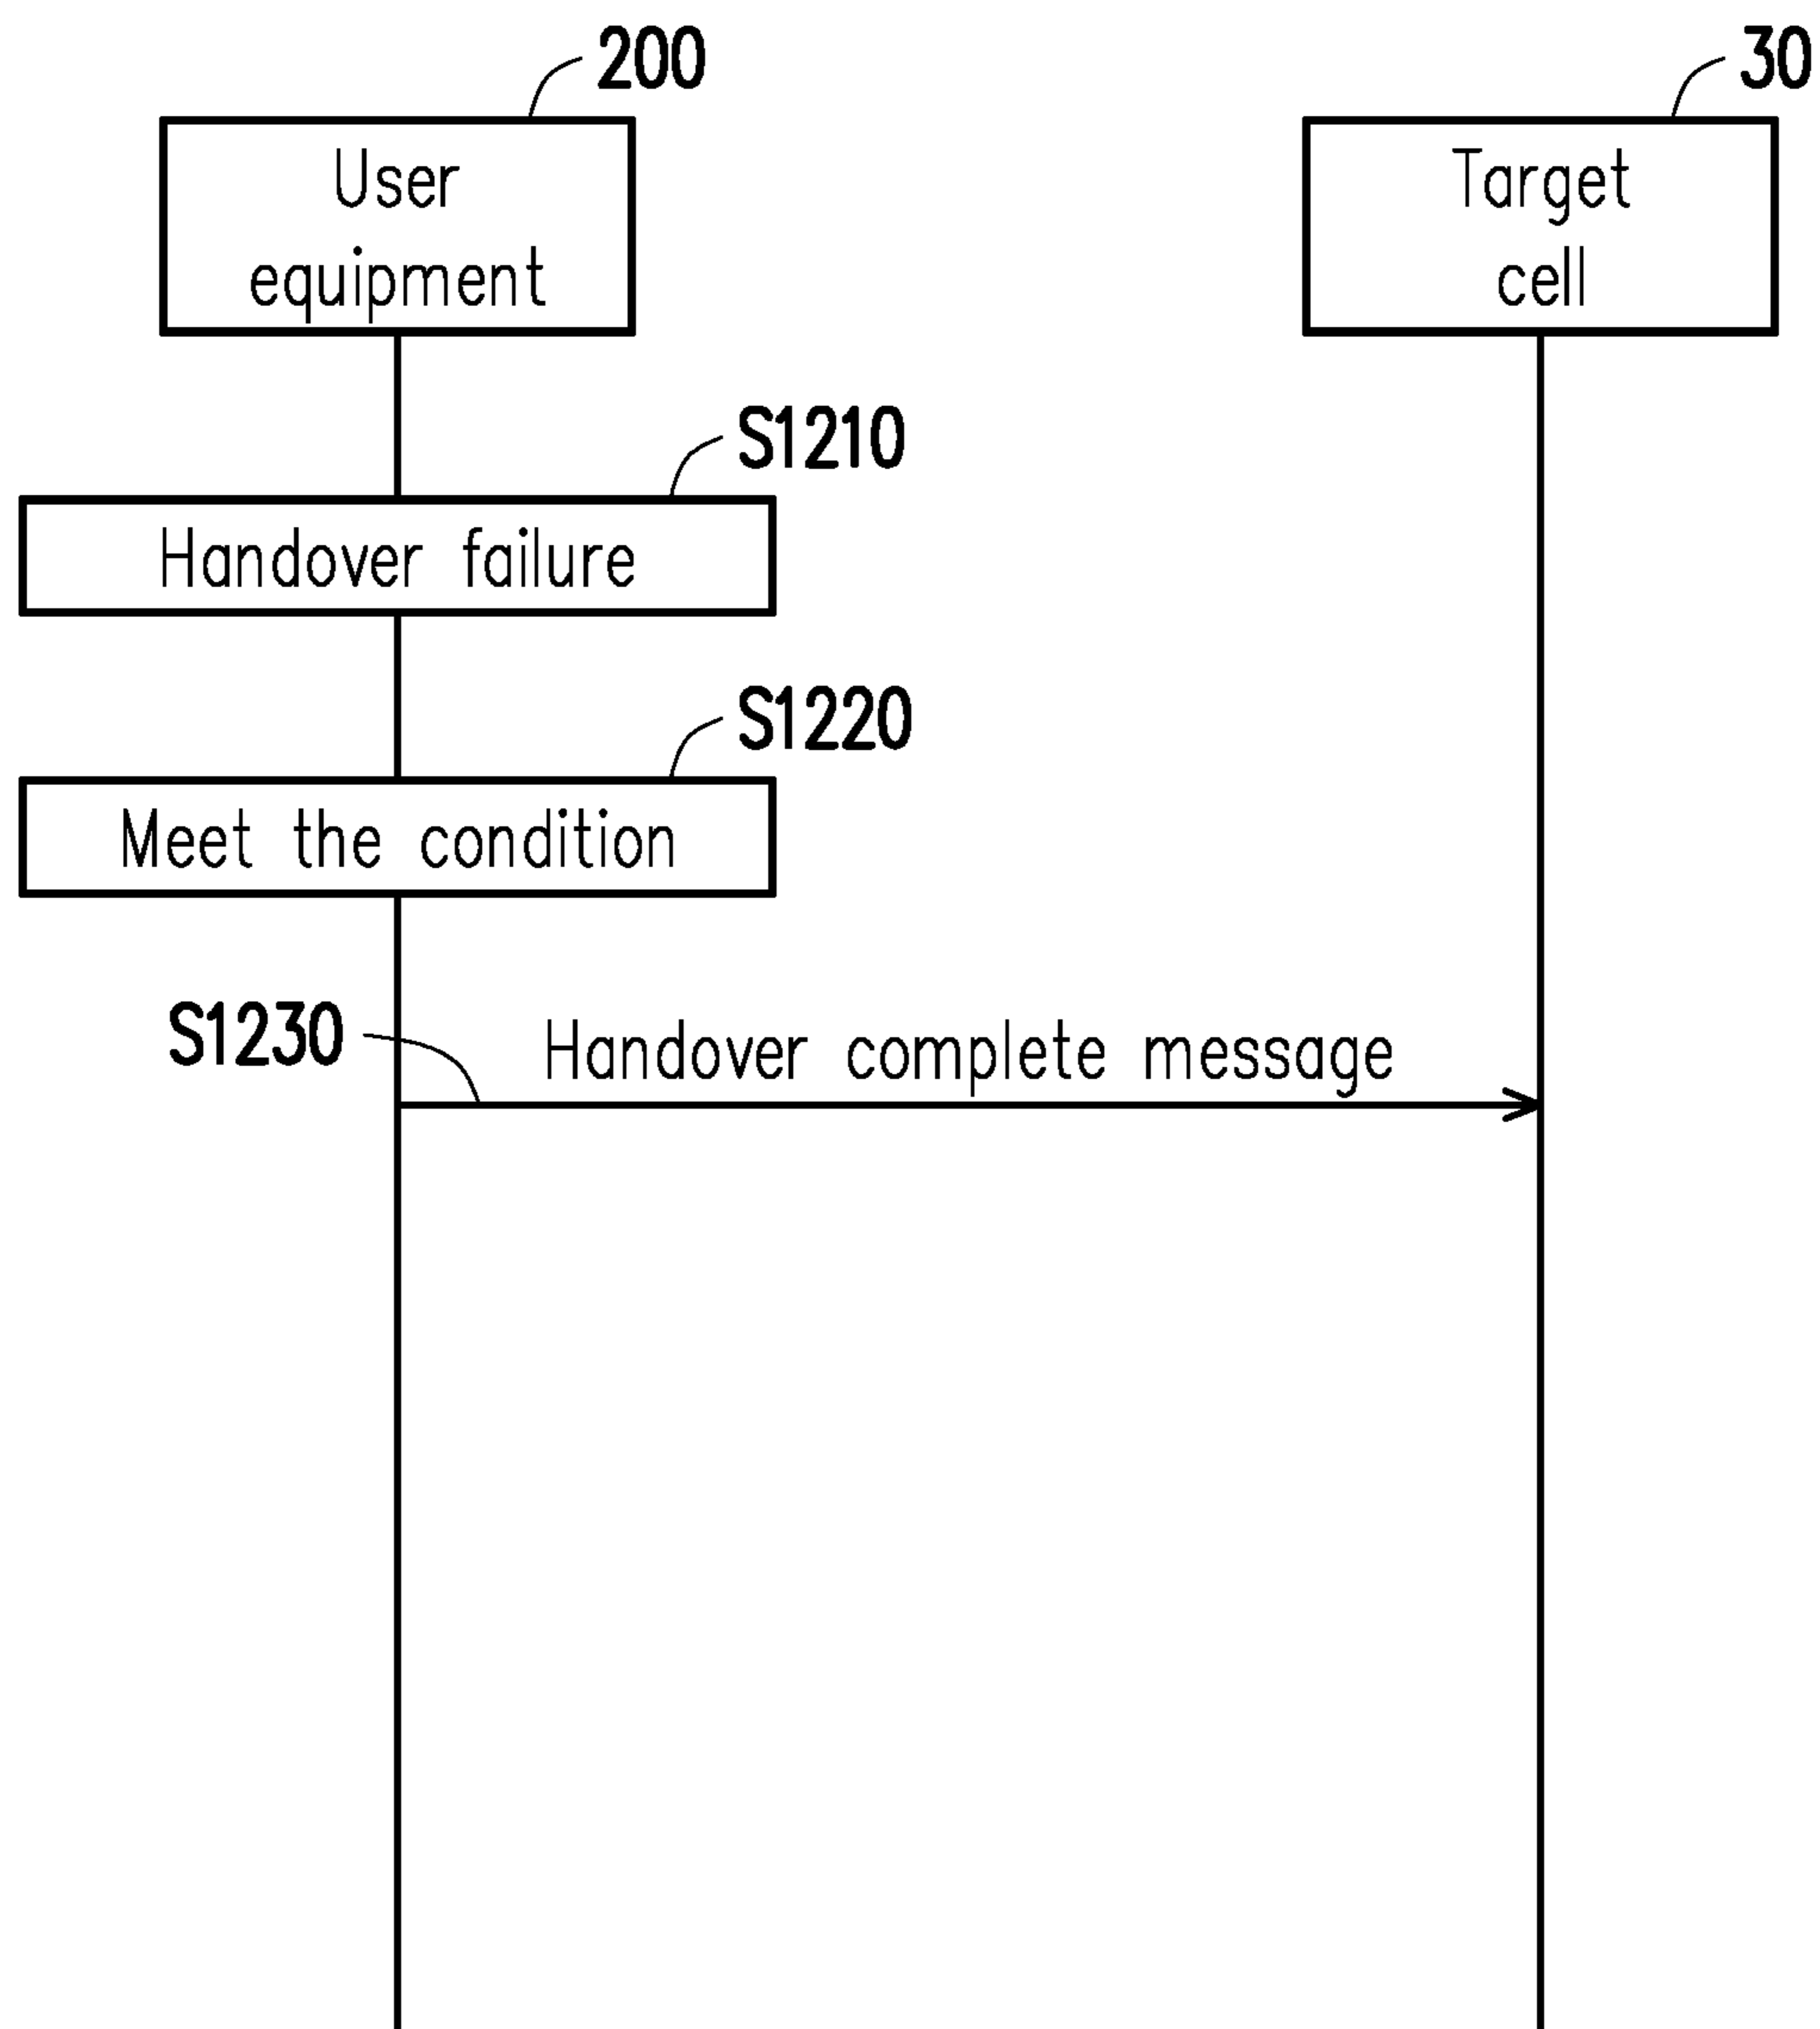 200
30
User
equipment
Target
cell
S1210
Handover failure
S1220
Meet the condition
S1230
Handover complete message